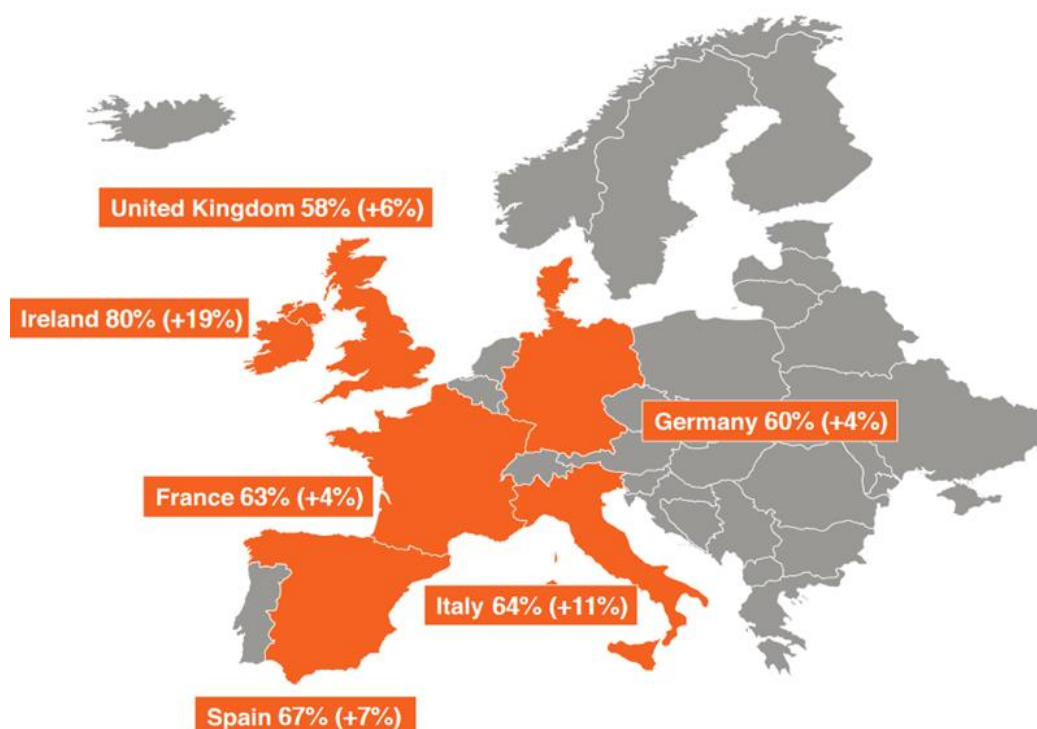 United Kingdom 58% (+6%)
Ireland 80% (+19%)
Germany 60% (+4%)
France 63% (+4%)
Italy 64% (+11%)
Spain 67% (+7%)